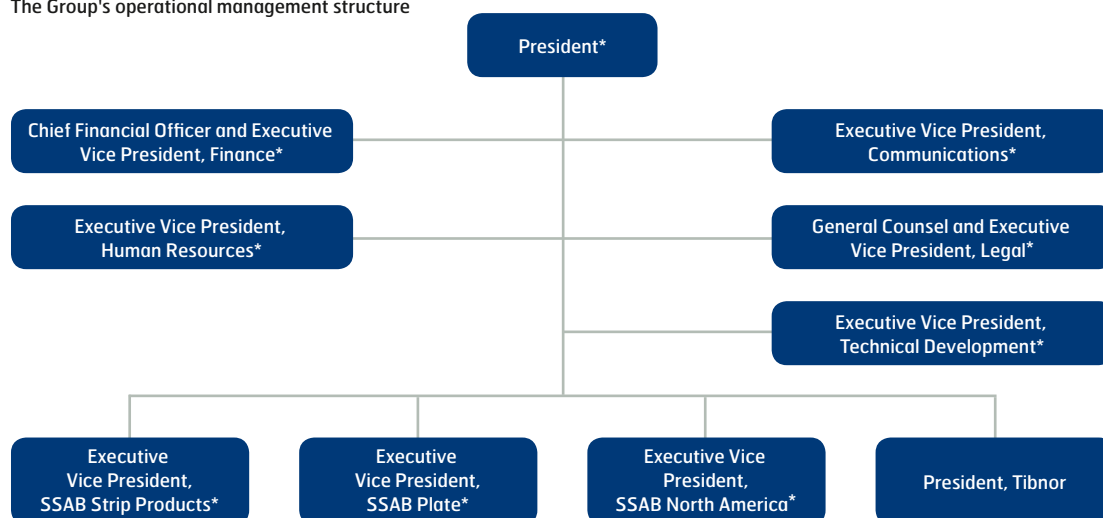 The Group's operational management structure
President*
Chief Financial Officer and Executive
Vice President, Finance*
Executive Vice President,
Communications*
Executive Vice President,
Human Resources*
General Counsel and Executive
Vice President, Legal*
Executive Vice President,
Technical Development*
Executive
Vice President,
SSAB Strip Products*
Executive
Vice President,
SSAB Plate*
Executive Vice
President,
SSAB North America*
President, Tibnor